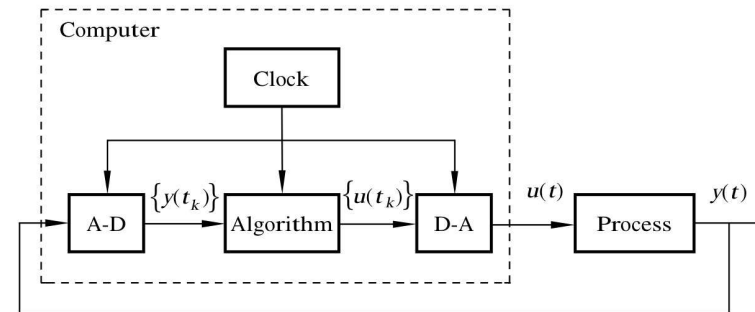 Computer
Clock
{y(t_k)}
{u(t_k)}
u(t)
y(t)
A-D
Algorithm
D-A
Process